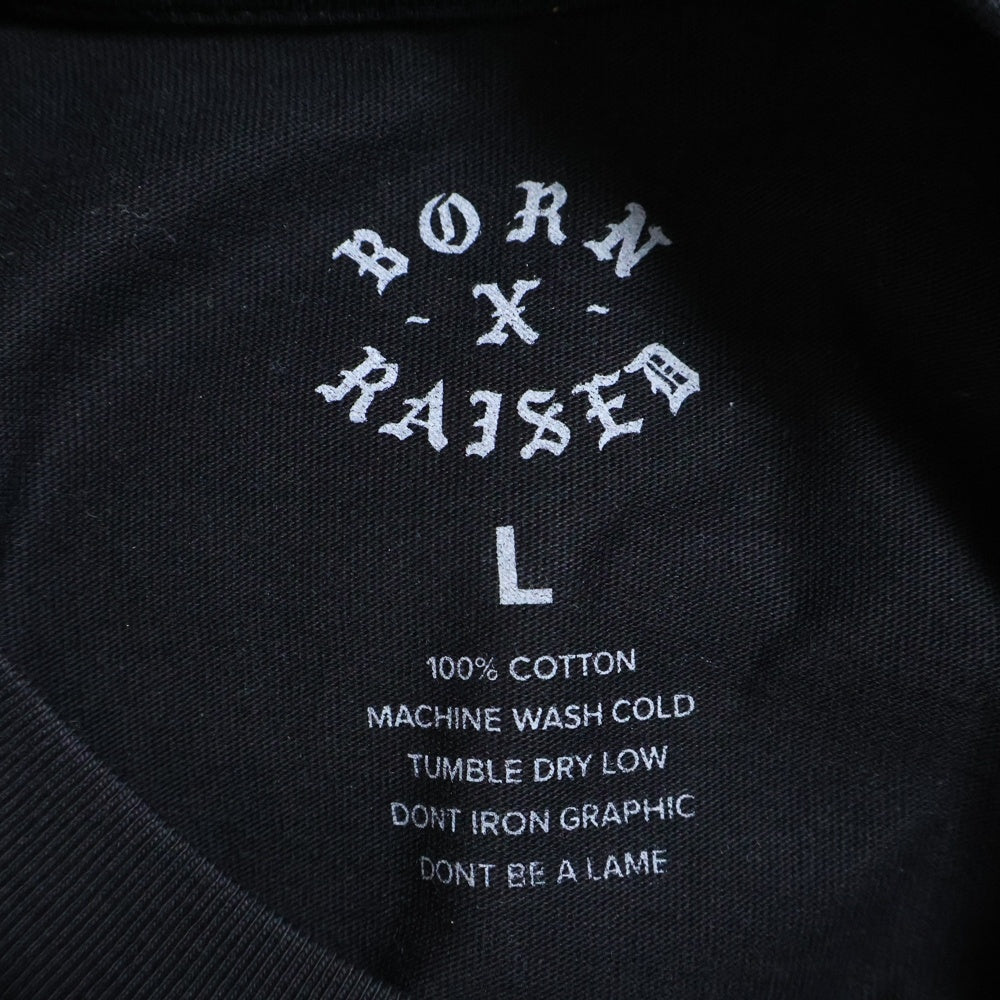 BORN
- X -
RAISED
L
100% COTTON
MACHINE WASH COLD
TUMBLE DRY LOW
DONT IRON GRAPHIC
DONT BE A LAME